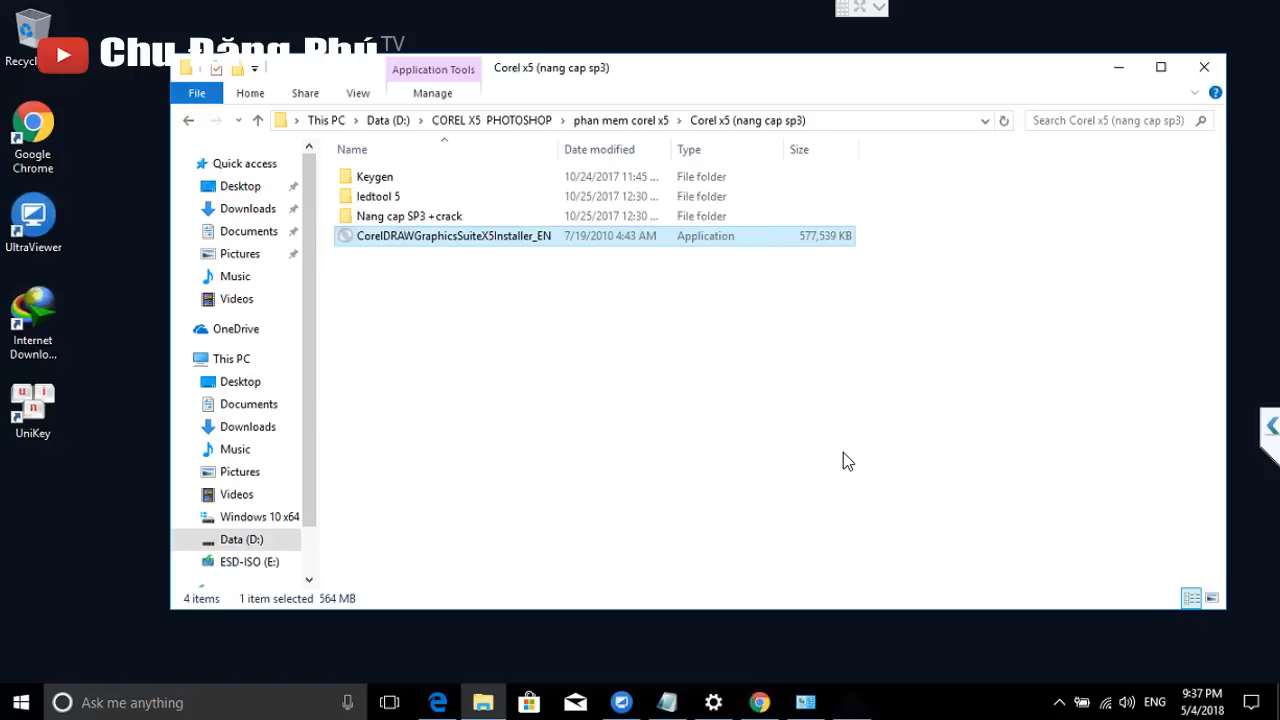 Chu Đăng Phú TV
Corel x5 (nang cap sp3)
Application Tools
File
Home
Share
View
Manage
This PC
Data (D:)
COREL X5 PHOTOSHOP
phan mem corel x5
Corel x5 (nang cap sp3)
Search Corel x5 (nang cap sp3)
Name
Date modified
Type
Size
Keygen
10/24/2017 11:45 ...
File folder
ledtool 5
10/25/2017 12:30 ...
File folder
Nang cap SP3 +crack
10/25/2017 12:30 ...
File folder
CorelDRAWGraphicsSuiteX5Installer_EN
7/19/2010 4:43 AM
Application
577,539 KB
Quick access
Desktop
Downloads
Documents
Pictures
Music
Videos
OneDrive
This PC
Desktop
Documents
Downloads
Music
Pictures
Videos
Windows 10 x64
Data (D:)
ESD-ISO (E:)
4 items
1 item selected 564 MB
Google
Chrome
UltraViewer
Internet
Downlo...
u i
n
UniKey
Ask me anything
ENG
9:37 PM
5/4/2018